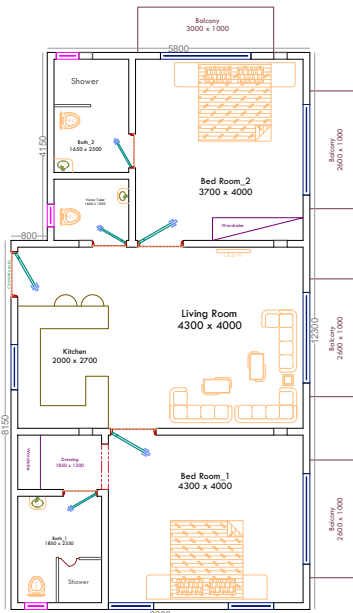 Balcony
3000 x 1000
5800
Shower
Balcony
2600 x 1000
4150
Bath_2
1650 x 2500
Bed Room_2
3700 x 4000
Wardrobe
800
Living Room
4300 x 4000
12300
Balcony
2600 x 1000
Kitchen
2000 x 2700
8150
Wardrobe
Dressing
1850 x 1200
Bed Room_1
4300 x 4000
Balcony
2600 x 1000
Bath_1
1850 x 2350
Shower